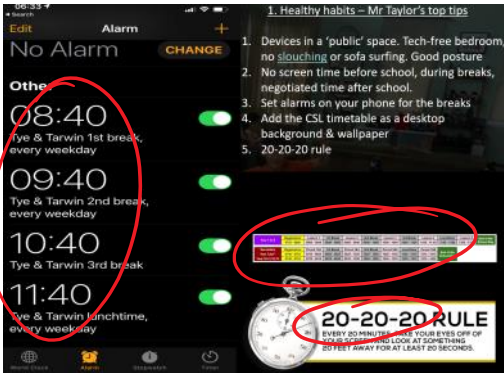 06:33
Search
Edit Alarm +
No Alarm CHANGE
Other
08:40
Tye & Tarwin 1st break,
every weekday
09:40
Tye & Tarwin 2nd break,
every weekday
10:40
Tye & Tarwin 3rd break
11:40
Tye & Tarwin lunchtime,
every weekday
World Clock Alarm Stopwatch Timer
1. Healthy habits – Mr Taylor's top tips
1. Devices in a 'public' space. Tech-free bedroom,
no slouching or sofa surfing. Good posture
2. No screen time before school, during breaks,
negotiated time after school.
3. Set alarms on your phone for the breaks
4. Add the CSL timetable as a desktop
background & wallpaper
5. 20-20-20 rule
20-20-20 RULE
EVERY 20 MINUTES, TAKE YOUR EYES OFF OF
YOUR SCREEN AND LOOK AT SOMETHING
20 FEET AWAY FOR AT LEAST 20 SECONDS.